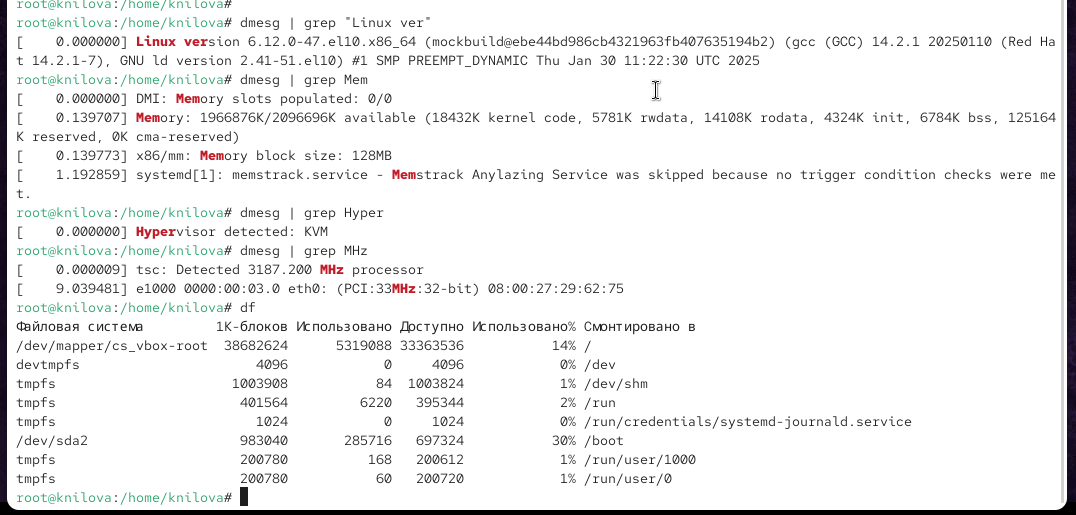 root@knilova:/home/knilova#
root@knilova:/home/knilova# dmesg | grep "Linux ver"
[    0.000000] Linux version 6.12.0-47.el10.x86_64 (mockbuild@ebe44bd986cb4321963fb407635194b2) (gcc (GCC) 14.2.1 20250110 (Red Ha
t 14.2.1-7), GNU ld version 2.41-51.el10) #1 SMP PREEMPT_DYNAMIC Thu Jan 30 11:22:30 UTC 2025
root@knilova:/home/knilova# dmesg | grep Mem
[    0.000000] DMI: Memory slots populated: 0/0
[    0.139707] Memory: 1966876K/2096696K available (18432K kernel code, 5781K rwdata, 14108K rodata, 4324K init, 6784K bss, 125164
K reserved, 0K cma-reserved)
[    0.139773] x86/mm: Memory block size: 128MB
[    1.192859] systemd[1]: memstrack.service - Memstrack Anylazing Service was skipped because no trigger condition checks were me
t.
root@knilova:/home/knilova# dmesg | grep Hyper
[    0.000000] Hypervisor detected: KVM
root@knilova:/home/knilova# dmesg | grep MHz
[    0.000009] tsc: Detected 3187.200 MHz processor
[    9.039481] e1000 0000:00:03.0 eth0: (PCI:33MHz:32-bit) 08:00:27:29:62:75
root@knilova:/home/knilova# df
Файловая система         1K-блоков Использовано Доступно Использовано% Смонтировано в
/dev/mapper/cs_vbox-root  38682624      5319088 33363536           14% /
devtmpfs                      4096            0     4096            0% /dev
tmpfs                      1003908           84  1003824            1% /dev/shm
tmpfs                       401564         6220   395344            2% /run
tmpfs                         1024            0     1024            0% /run/credentials/systemd-journald.service
/dev/sda2                   983040       285716   697324           30% /boot
tmpfs                       200780          168   200612            1% /run/user/1000
tmpfs                       200780           60   200720            1% /run/user/0
root@knilova:/home/knilova#